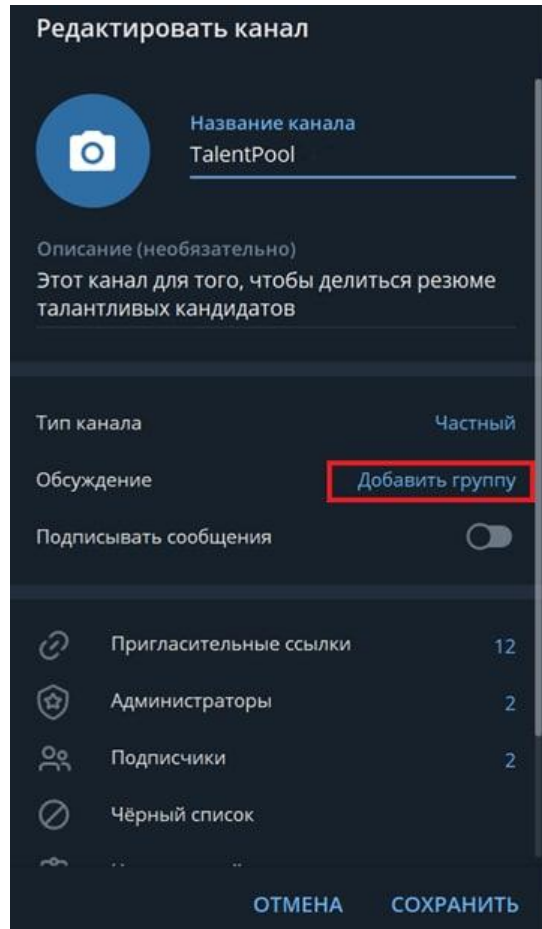 Редактировать канал
Название канала
TalentPool
Описание (необязательно)
Этот канал для того, чтобы делиться резюме
талантливых кандидатов
Тип канала Частный
Обсуждение Добавить группу
Подписывать сообщения
Пригласительные ссылки 12
Администраторы 2
Подписчики 2
Чёрный список
ОТМЕНА СОХРАНИТЬ